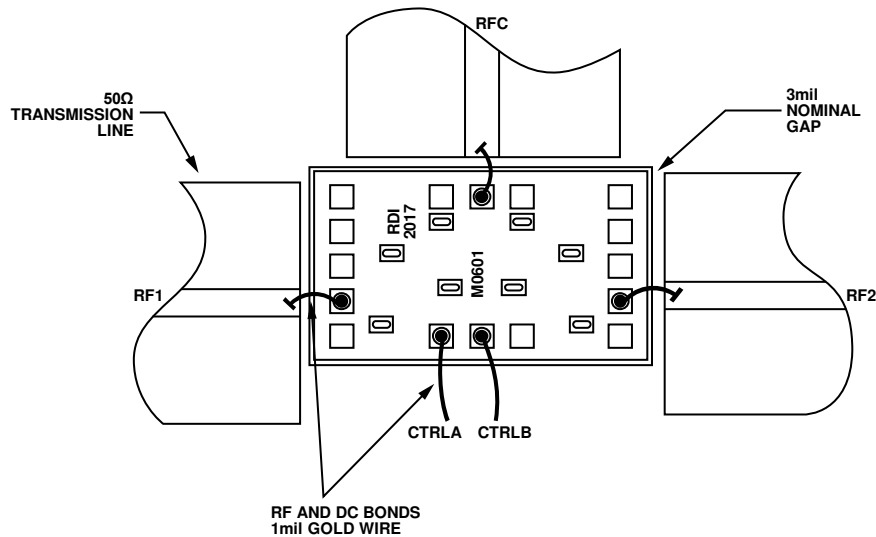 RFC
50Ω
TRANSMISSION
LINE
3mil
NOMINAL
GAP
RDI
2017
M0601
RF1
RF2
CTRLA
CTRLB
RF AND DC BONDS
1mil GOLD WIRE